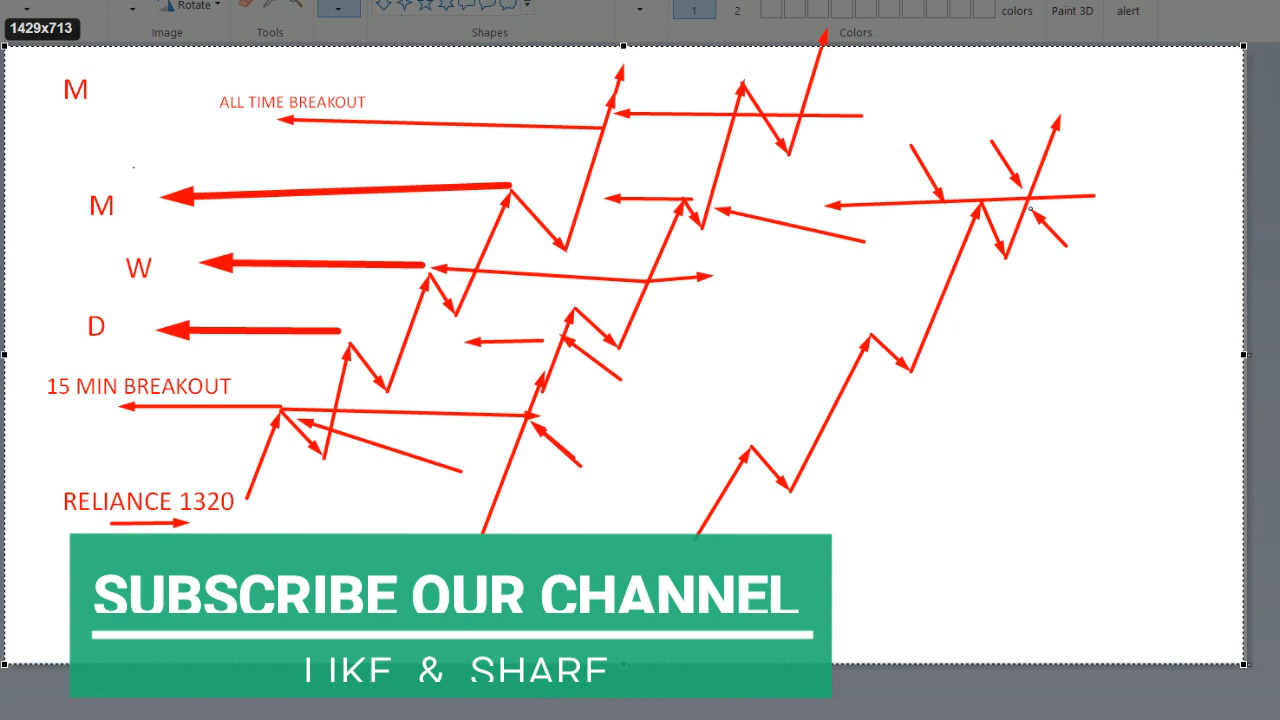 1429x713
Rotate
1 2
colors Paint 3D alert
Image Tools Shapes Colors
M
ALL TIME BREAKOUT
M
W
D
15 MIN BREAKOUT
RELIANCE 1320
SUBSCRIBE OUR CHANNEL
LIKE & SHARE